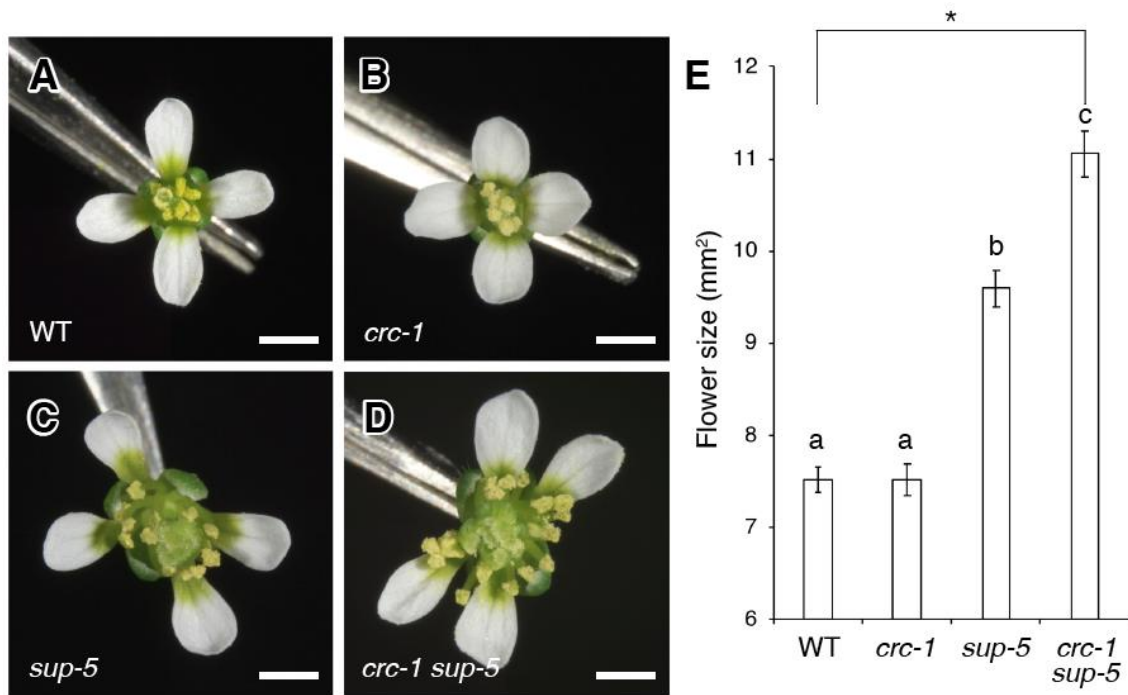 A
WT
B
crc-1
C
sup-5
D
crc-1 sup-5
E
*
Flower size (mm²)
12
11
10
9
8
7
6
a
a
b
c
WT
crc-1
sup-5
crc-1
sup-5